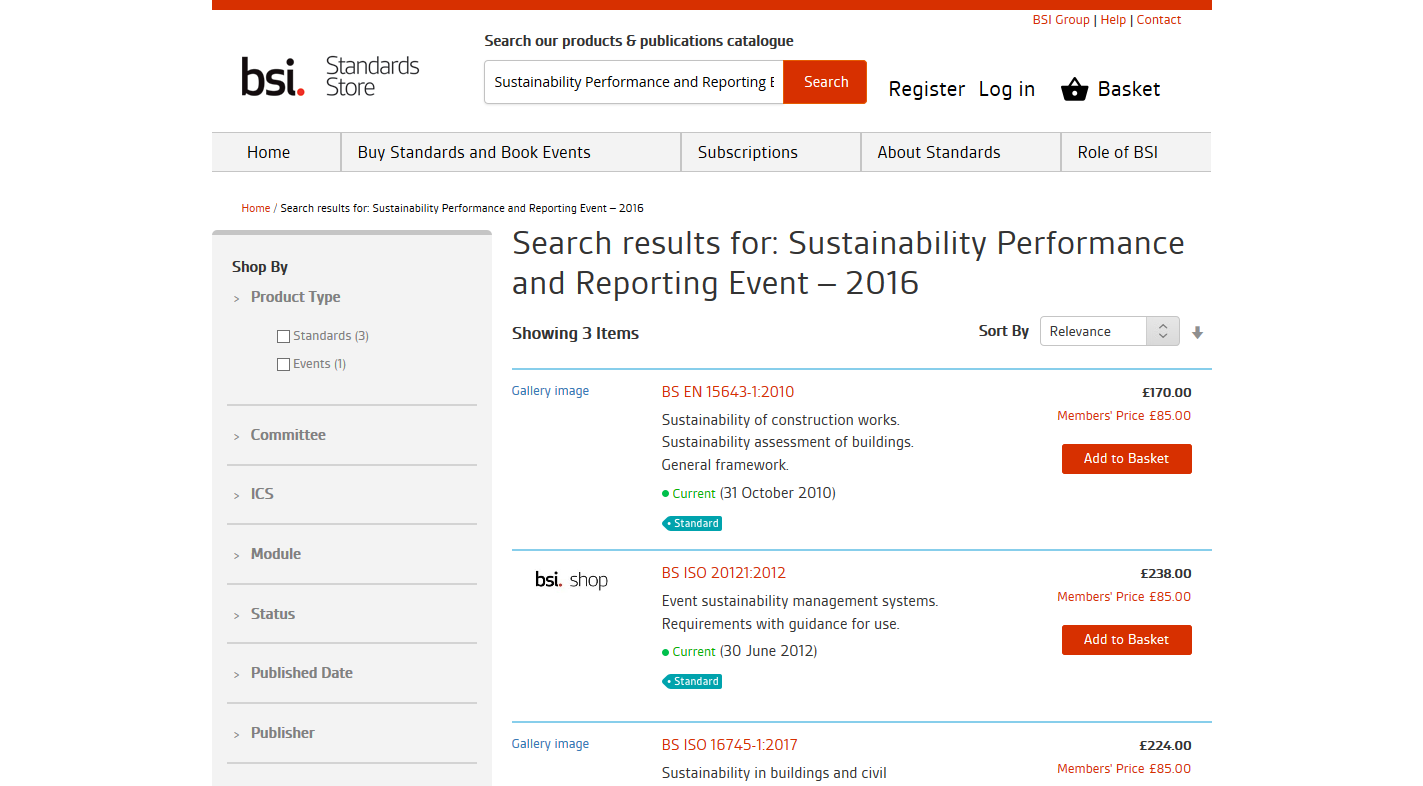 BSI Group | Help | Contact
Search our products & publications catalogue
bsi. Standards Store
Sustainability Performance and Reporting E
Search
Register Log in Basket
Home
Buy Standards and Book Events
Subscriptions
About Standards
Role of BSI
Home / Search results for: Sustainability Performance and Reporting Event – 2016
Shop By
Product Type
Standards (3)
Events (1)
Committee
ICS
Module
Status
Published Date
Publisher
Search results for: Sustainability Performance
and Reporting Event – 2016
Showing 3 Items
Sort By Relevance
Gallery image
BS EN 15643-1:2010
Sustainability of construction works.
Sustainability assessment of buildings.
General framework.
Current (31 October 2010)
Standard
£170.00
Members' Price £85.00
Add to Basket
bsi. shop
BS ISO 20121:2012
Event sustainability management systems.
Requirements with guidance for use.
Current (30 June 2012)
Standard
£238.00
Members' Price £85.00
Add to Basket
Gallery image
BS ISO 16745-1:2017
Sustainability in buildings and civil
£224.00
Members' Price £85.00